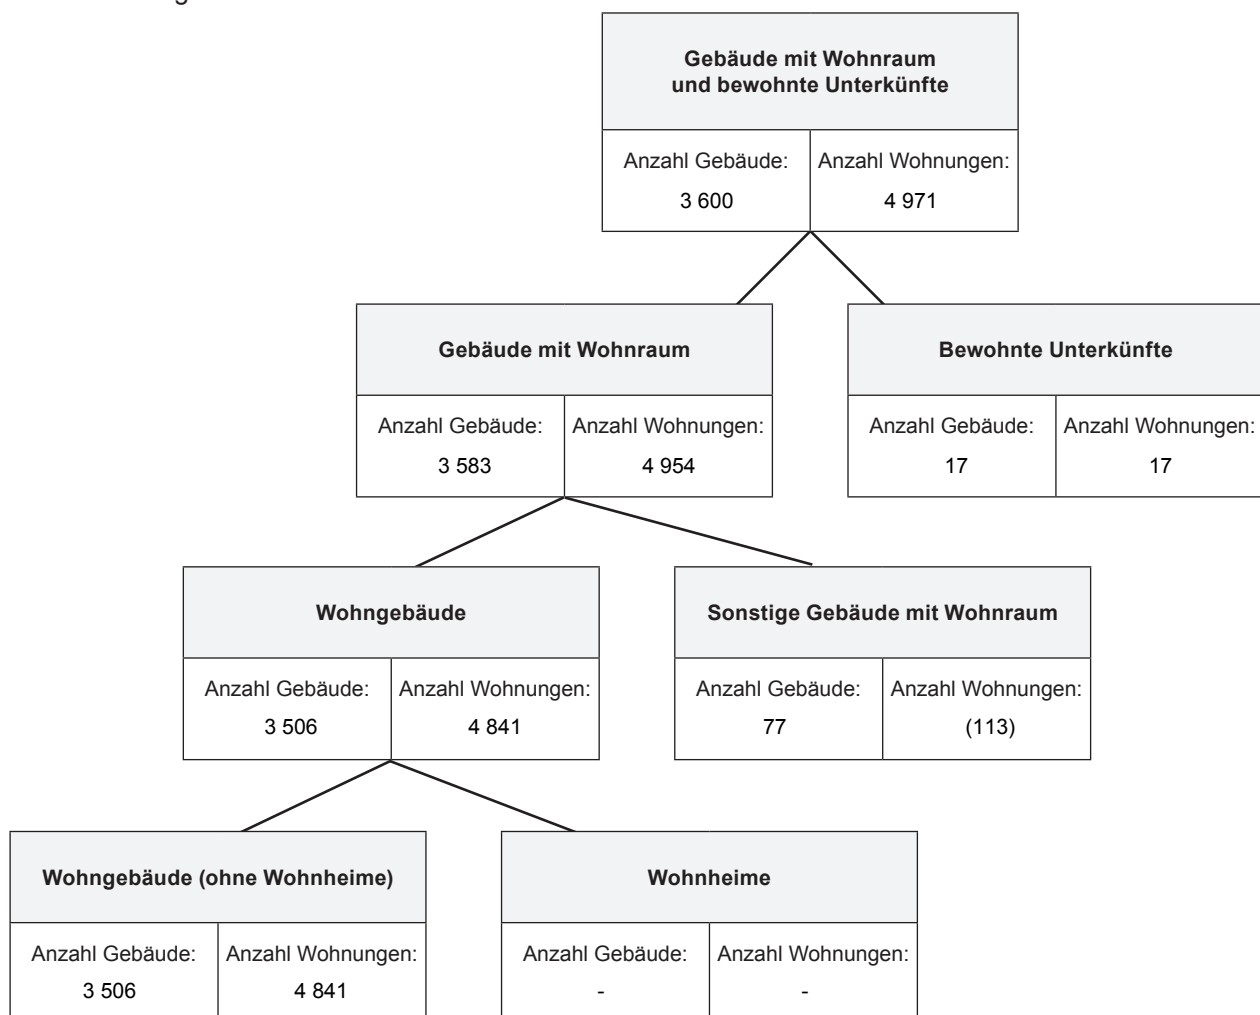 Gebäude mit Wohnraum
und bewohnte Unterkünfte
Anzahl Gebäude: Anzahl Wohnungen:
3 600 4 971
Gebäude mit Wohnraum Bewohnte Unterkünfte
Anzahl Gebäude: Anzahl Wohnungen: Anzahl Gebäude: Anzahl Wohnungen:
3 583 4 954 17 17
Wohngebäude Sonstige Gebäude mit Wohnraum
Anzahl Gebäude: Anzahl Wohnungen: Anzahl Gebäude: Anzahl Wohnungen:
3 506 4 841 77 (113)
Wohngebäude (ohne Wohnheime) Wohnheime
Anzahl Gebäude: Anzahl Wohnungen: Anzahl Gebäude: Anzahl Wohnungen:
3 506 4 841 - -